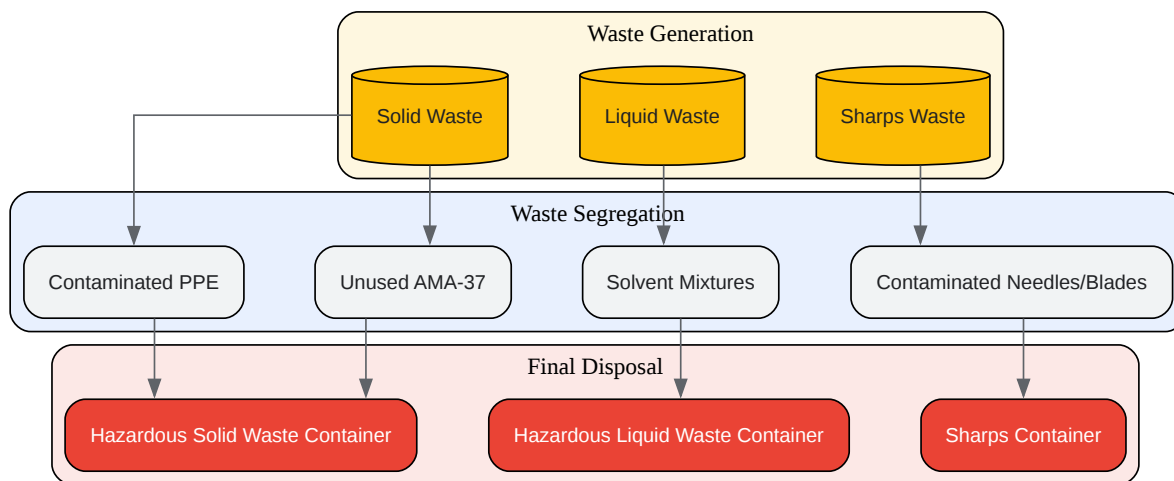 Waste Generation
Solid Waste
Liquid Waste
Sharps Waste
Waste Segregation
Contaminated PPE
Unused AMA-37
Solvent Mixtures
Contaminated Needles/Blades
Final Disposal
Hazardous Solid Waste Container
Hazardous Liquid Waste Container
Sharps Container